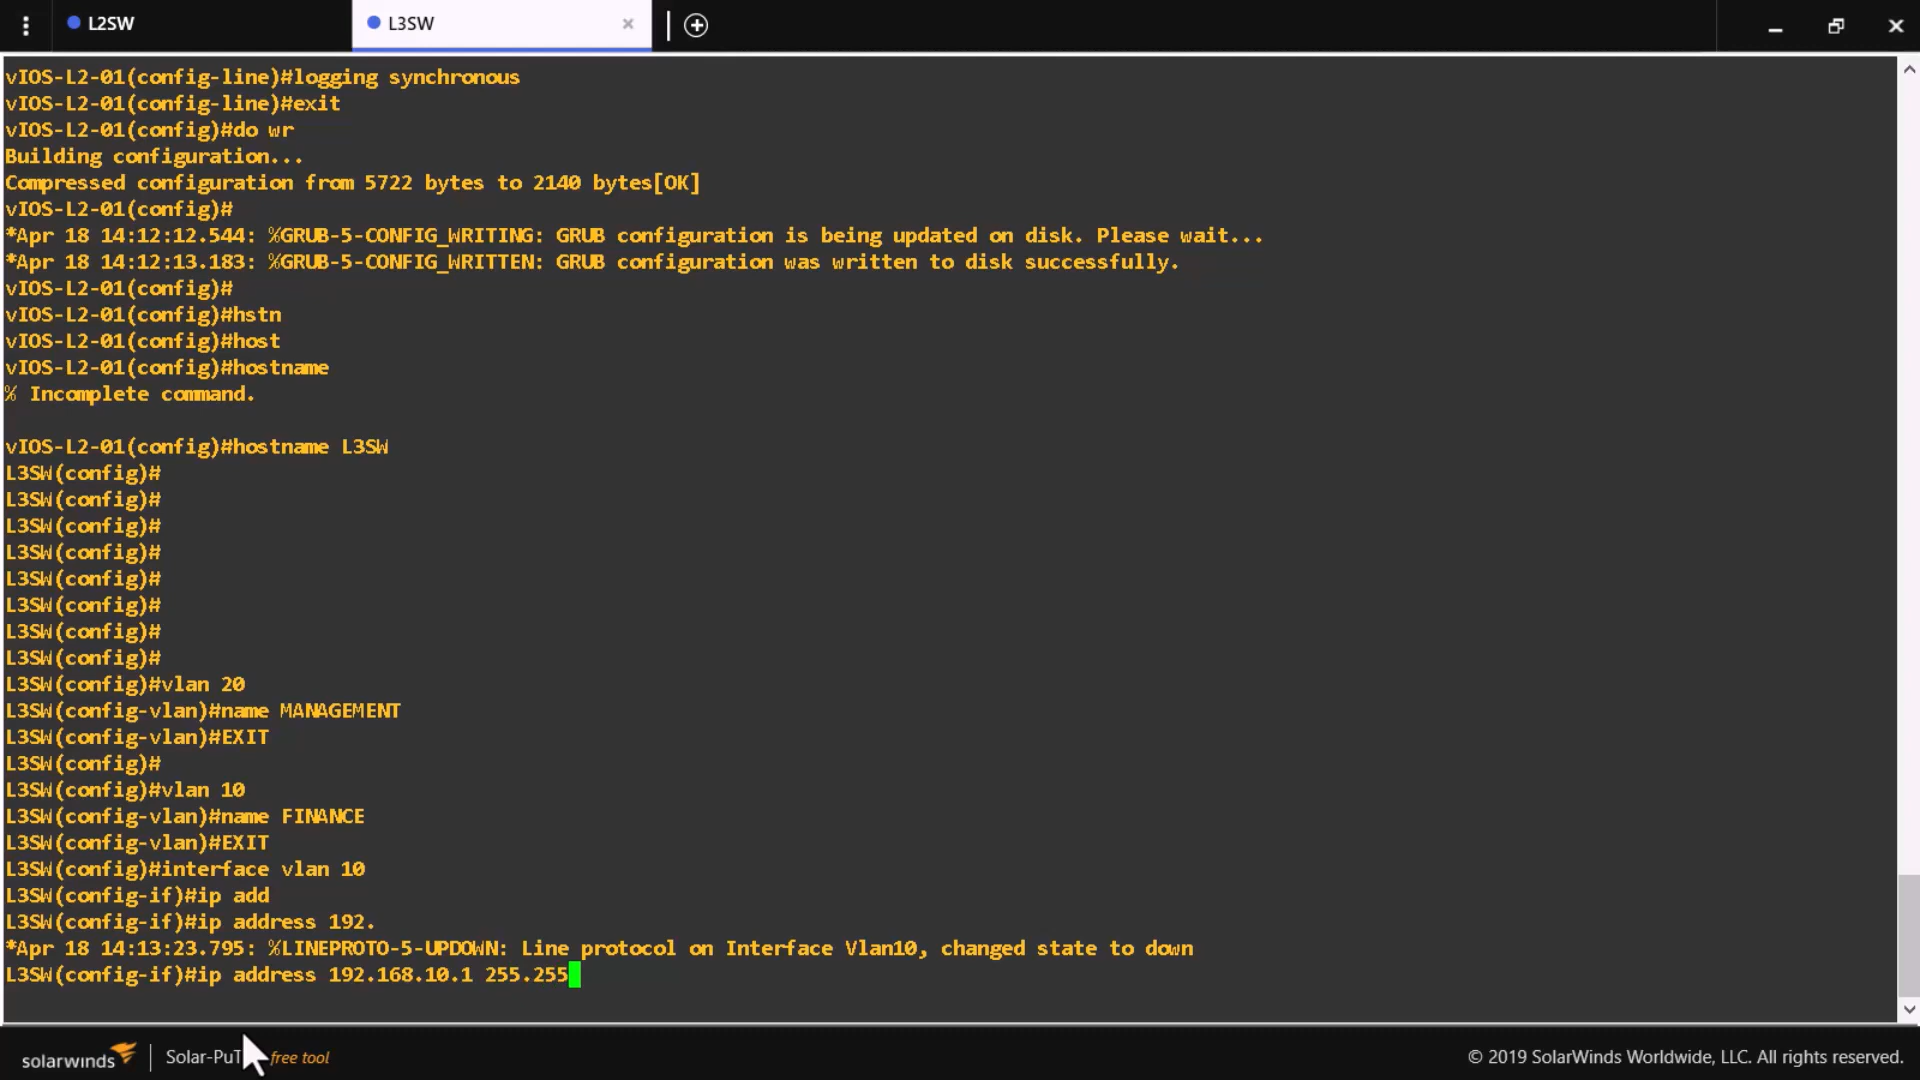 L2SW
L3SW
vIOS-L2-01(config-line)#logging synchronous
vIOS-L2-01(config-line)#exit
vIOS-L2-01(config)#do wr
Building configuration...
Compressed configuration from 5722 bytes to 2140 bytes[OK]
vIOS-L2-01(config)#
*Apr 18 14:12:12.544: %GRUB-5-CONFIG_WRITING: GRUB configuration is being updated on disk. Please wait...
*Apr 18 14:12:13.183: %GRUB-5-CONFIG_WRITTEN: GRUB configuration was written to disk successfully.
vIOS-L2-01(config)#
vIOS-L2-01(config)#hstn
vIOS-L2-01(config)#host
vIOS-L2-01(config)#hostname
% Incomplete command.
vIOS-L2-01(config)#hostname L3SW
L3SW(config)#
L3SW(config)#
L3SW(config)#
L3SW(config)#
L3SW(config)#
L3SW(config)#
L3SW(config)#
L3SW(config)#
L3SW(config)#vlan 20
L3SW(config-vlan)#name MANAGEMENT
L3SW(config-vlan)#EXIT
L3SW(config)#
L3SW(config)#vlan 10
L3SW(config-vlan)#name FINANCE
L3SW(config-vlan)#EXIT
L3SW(config)#interface vlan 10
L3SW(config-if)#ip add
L3SW(config-if)#ip address 192.
*Apr 18 14:13:23.795: %LINEPROTO-5-UPDOWN: Line protocol on Interface Vlan10, changed state to down
L3SW(config-if)#ip address 192.168.10.1 255.255
solarwinds
Solar-PuT free tool
© 2019 SolarWinds Worldwide, LLC. All rights reserved.